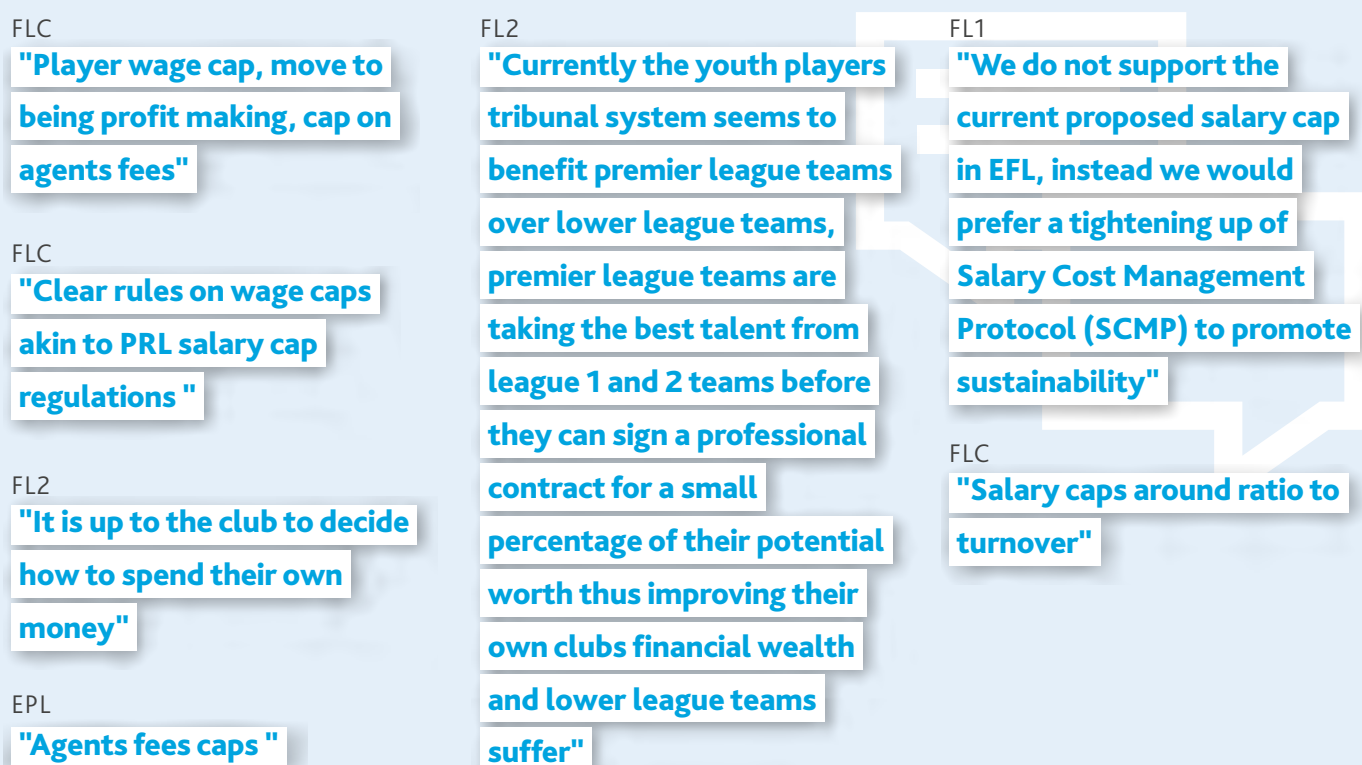 FLC
"Player wage cap, move to
being profit making, cap on
agents fees"
FLC
"Clear rules on wage caps
akin to PRL salary cap
regulations "
FL2
"It is up to the club to decide
how to spend their own
money"
EPL
"Agents fees caps "
FL2
"Currently the youth players
tribunal system seems to
benefit premier league teams
over lower league teams,
premier league teams are
taking the best talent from
league 1 and 2 teams before
they can sign a professional
contract for a small
percentage of their potential
worth thus improving their
own clubs financial wealth
and lower league teams
suffer"
FL1
"We do not support the
current proposed salary cap
in EFL, instead we would
prefer a tightening up of
Salary Cost Management
Protocol (SCMP) to promote
sustainability"
FLC
"Salary caps around ratio to
turnover"